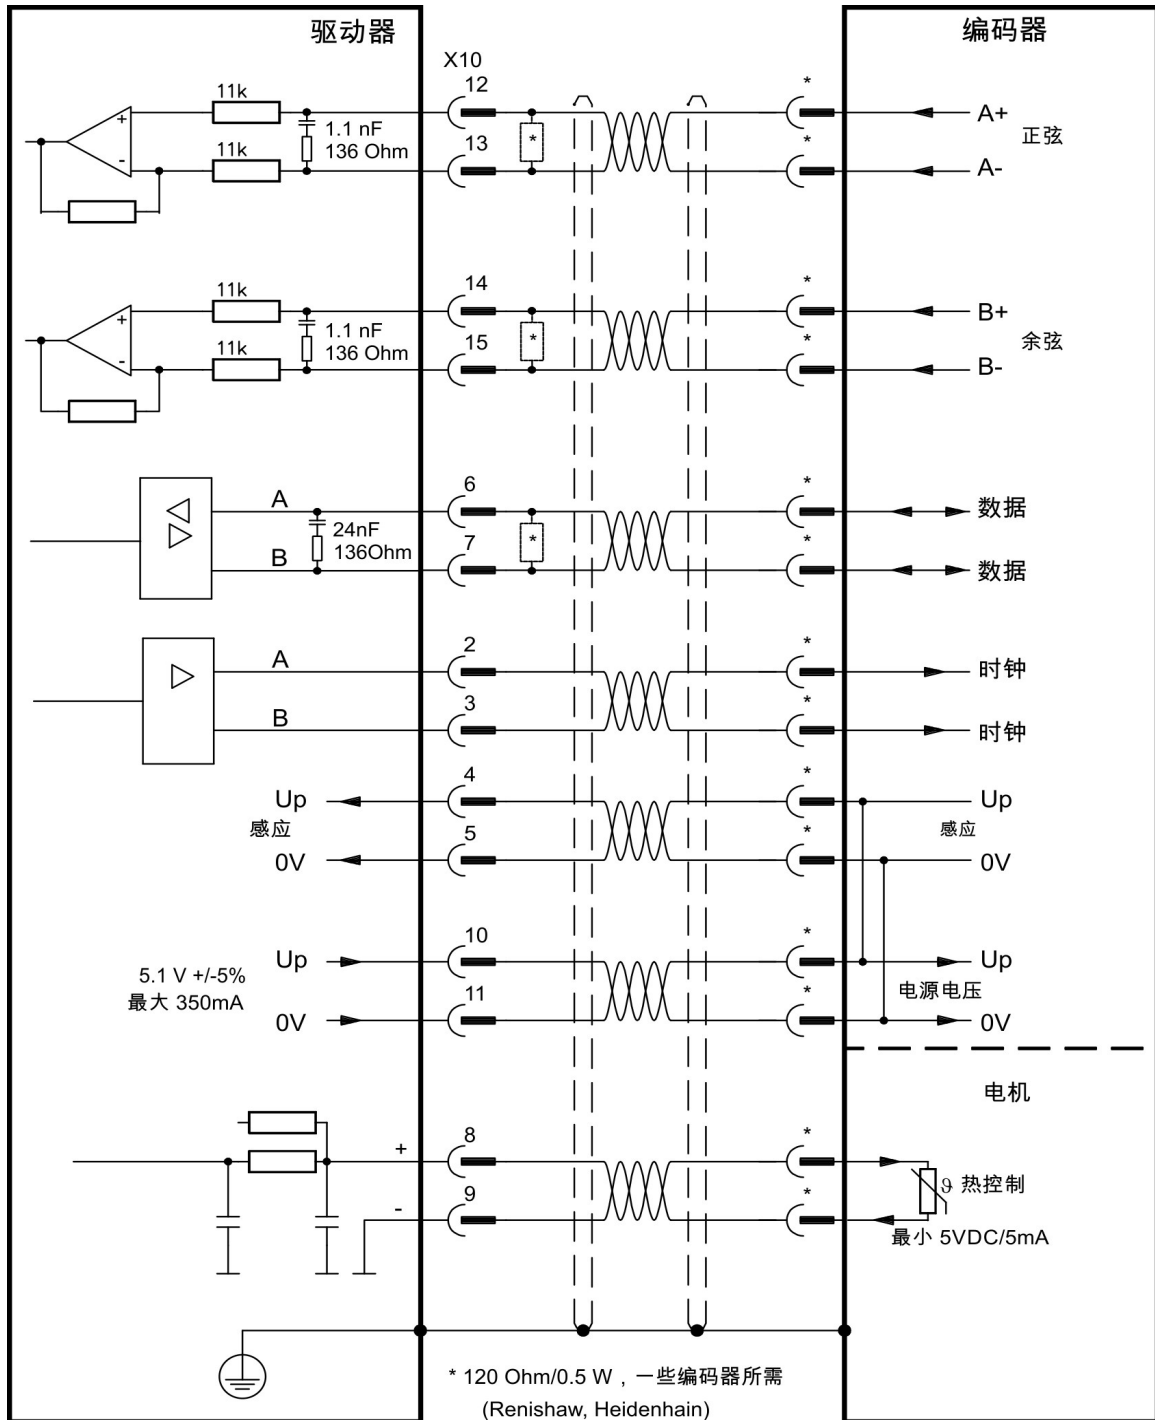 驱动器
编码器
X10
12
*
11k
A+
1.1 nF
136 Ohm
*
正弦
13
*
11k
A-
14
*
11k
B+
1.1 nF
136 Ohm
*
余弦
15
*
11k
B-
6
*
A
数据
24nF
136Ohm
*
7
*
B
数据
2
*
A
时钟
3
*
B
时钟
4
*
Up
Up
感应
感应
5
*
0V
0V
10
*
5.1 V +/-5%
Up
Up
最大 350mA
电源电压
11
*
0V
0V
电机
8
*
+
ϑ 热控制
9
*
-
最小 5VDC/5mA
* 120 Ohm/0.5 W，一些编码器所需
(Renishaw, Heidenhain)
+
-
+
-